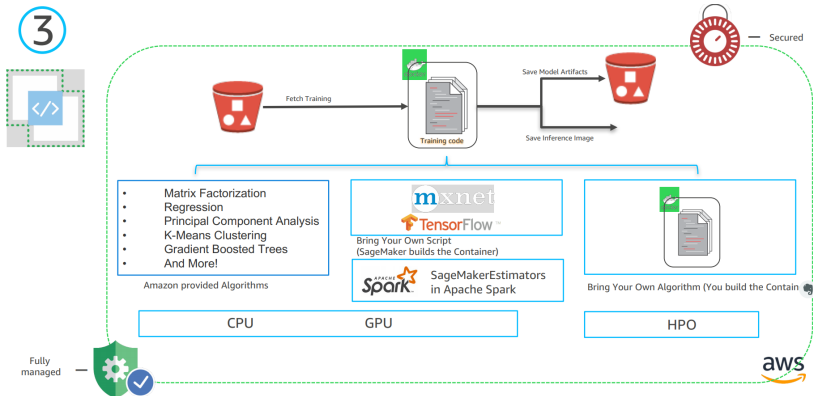 3
Secured
</>
Fetch Training
Training code
Save Model Artifacts
Save Inference Image
• Matrix Factorization
• Regression
• Principal Component Analysis
• K-Means Clustering
• Gradient Boosted Trees
• And More!
Amazon provided Algorithms
mxnet
TensorFlow™
Bring Your Own Script
(SageMaker builds the Container)
APACHE
Spark
SageMakerEstimators
in Apache Spark
Bring Your Own Algorithm (You build the Contain
CPU GPU
HPO
Fully
managed
aws